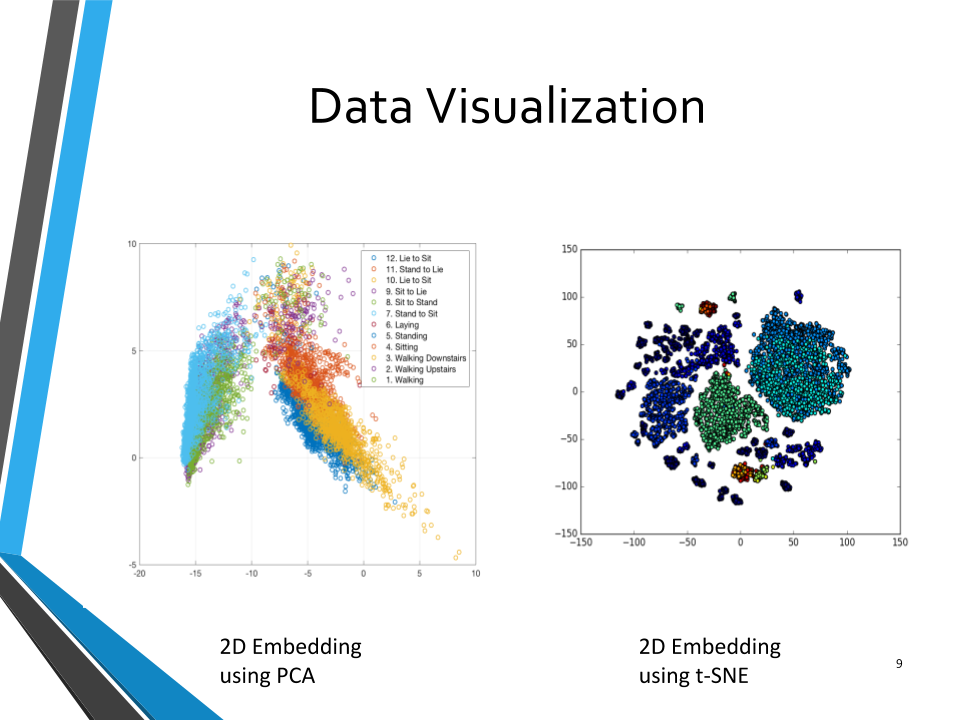 Data Visualization
10
5
0
-5
-20
-15
-10
-5
0
5
10
12. Lie to Sit
11. Stand to Lie
10. Lie to Sit
9. Sit to Lie
8. Sit to Stand
7. Stand to Sit
6. Laying
5. Standing
4. Sitting
3. Walking Downstairs
2. Walking Upstairs
1. Walking
150
100
50
0
−50
−100
−150
−150
−100
−50
0
50
100
150
2D Embedding
using PCA
2D Embedding
using t-SNE
9